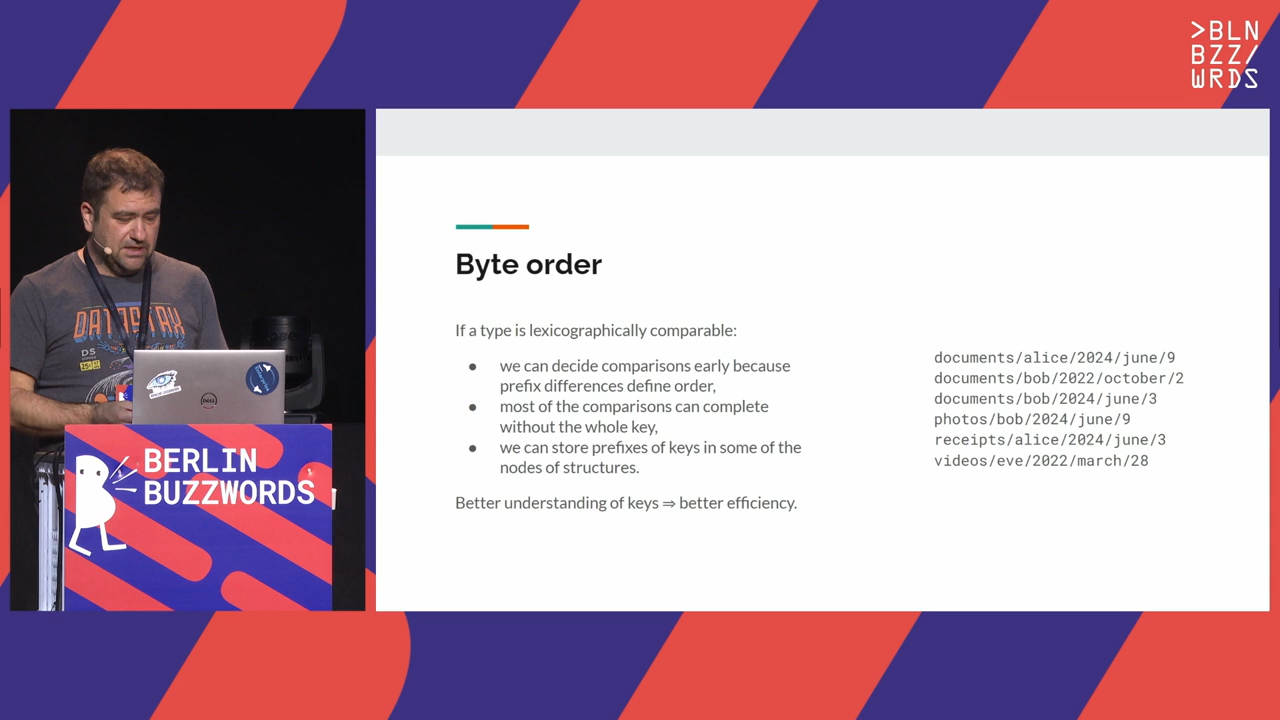 >BLN
BZZ/
WRDS
Byte order
If a type is lexicographically comparable:
● we can decide comparisons early because
prefix differences define order,
● most of the comparisons can complete
without the whole key,
● we can store prefixes of keys in some of the
nodes of structures.
Better understanding of keys ⇒ better efficiency.
documents/alice/2024/june/9
documents/bob/2022/october/2
documents/bob/2024/june/3
photos/bob/2024/june/9
receipts/alice/2024/june/3
videos/eve/2022/march/28
DATASTAX
DS
DELL
BERLIN
BUZZWORDS